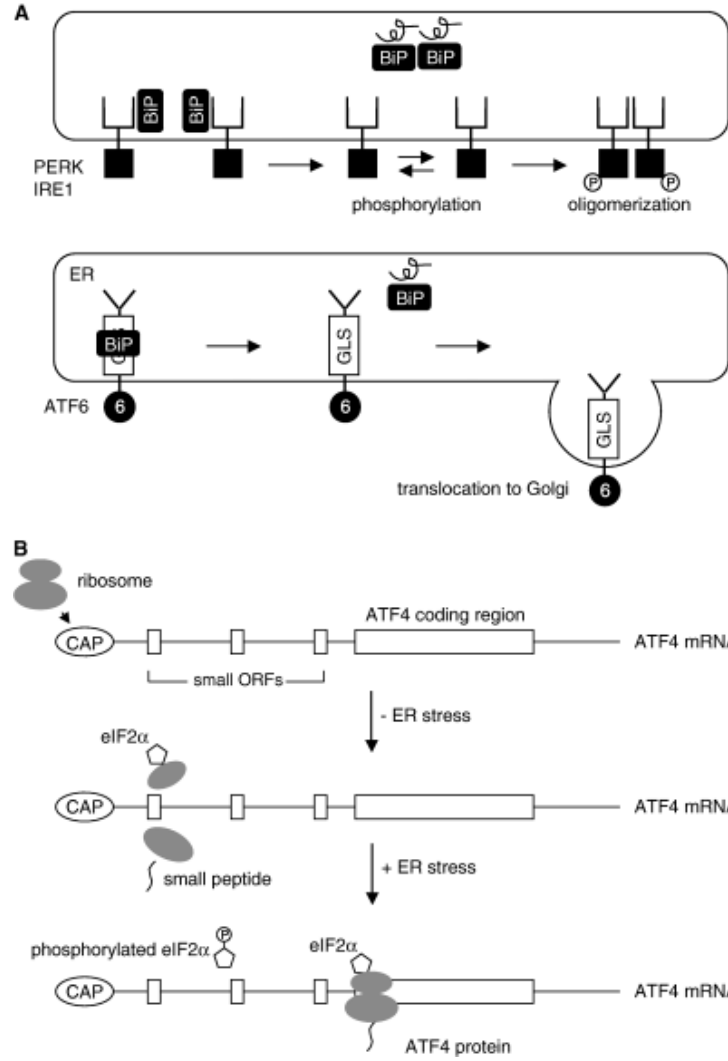 A
BiP BiP
BiP BiP
PERK
IRE1
phosphorylation
P P
oligomerization
ER
BiP
BiP
GLS
GLS
ATF6 6
6
6
translocation to Golgi
B
ribosome
CAP
ATF4 coding region
ATF4 mRNA
small ORFs
- ER stress
eIF2α
CAP
ATF4 mRNA
small peptide
+ ER stress
P
phosphorylated eIF2α
eIF2α
CAP
ATF4 mRNA
ATF4 protein